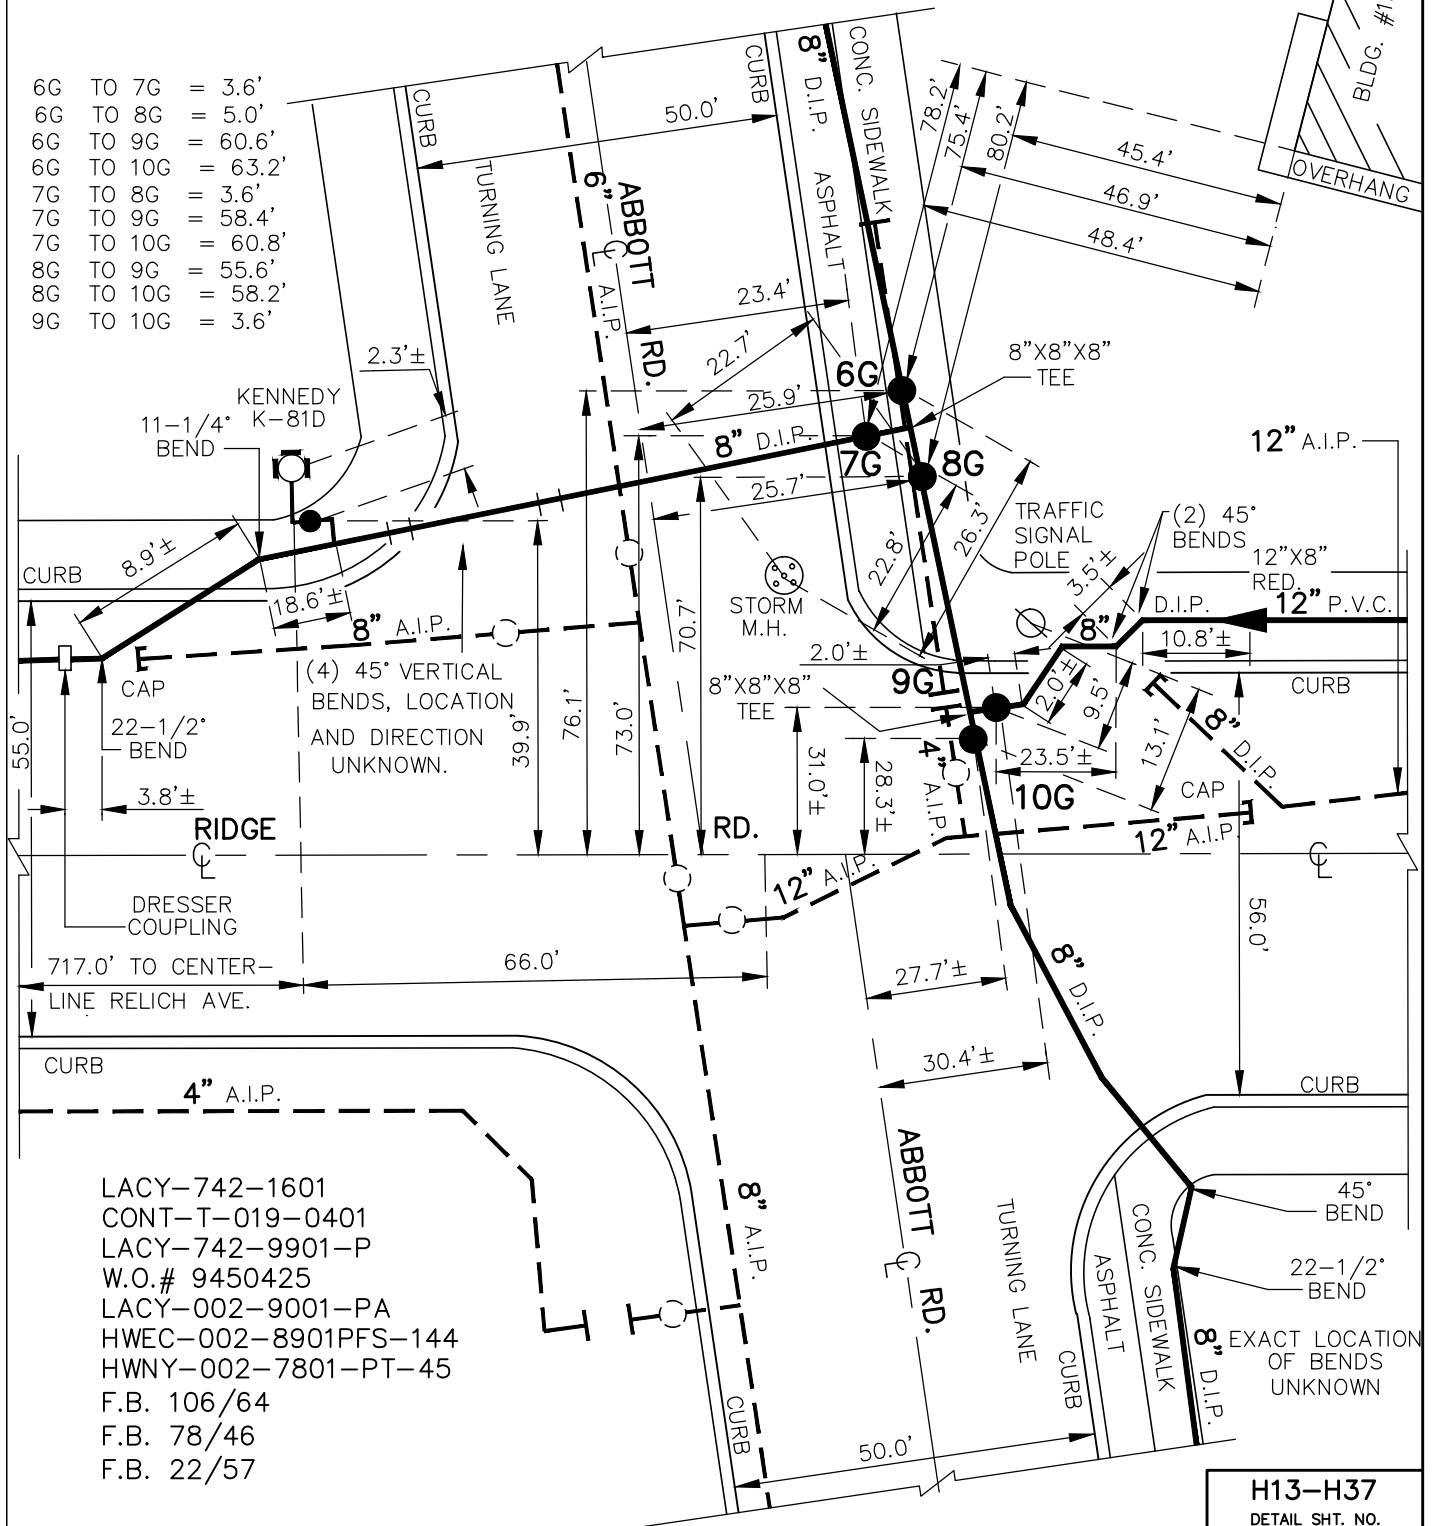 6G TO 7G = 3.6'
6G TO 8G = 5.0'
6G TO 9G = 60.6'
6G TO 10G = 63.2'
7G TO 8G = 3.6'
7G TO 9G = 58.4'
7G TO 10G = 60.8'
8G TO 9G = 55.6'
8G TO 10G = 58.2'
9G TO 10G = 3.6'
CURB
TURNING LANE
50.0'
6" A.I.P.
ABBOTT
RD.
CURB
8" D.I.P.
CONC. SIDEWALK
ASPHALT
78.2'
75.4'
80.2'
45.4'
46.9'
48.4'
BLDG. #1
OVERHANG
2.3'±
KENNEDY
K-81D
11-1/4°
BEND
23.4'
22.7'
25.9'
6G
8"X8"X8"
TEE
8" D.I.P.
7G
8G
25.7'
12" A.I.P.
26.3'
22.8'
TRAFFIC
SIGNAL
POLE
(2) 45°
BENDS
3.5'±
12"X8"
RED.
CURB
8.9'±
18.6'±
8" A.I.P.
STORM
M.H.
D.I.P.
12" P.V.C.
8"
10.8'±
CAP
(4) 45° VERTICAL
BENDS, LOCATION
AND DIRECTION
UNKNOWN.
22-1/2°
BEND
55.0'
39.9'
76.1'
73.0'
70.7'
2.0'±
8"X8"X8"
TEE
9G
2.0'±
9.5'
13.1'
CURB
8" D.I.P.
3.8'±
31.0'±
28.3'±
4" A.I.P.
23.5'±
10G
CAP
12" A.I.P.
RIDGE
RD.
CL
CL
12" A.I.P.
DRESSER
COUPLING
56.0'
717.0' TO CENTER-
LINE RELICH AVE.
66.0'
27.7'±
8" D.I.P.
30.4'±
CURB
4" A.I.P.
CURB
8" A.I.P.
ABBOTT
CL
RD.
TURNING LANE
CURB
ASPHALT
CONC. SIDEWALK
45°
BEND
22-1/2°
BEND
8" D.I.P.
EXACT LOCATION
OF BENDS
UNKNOWN
LACY-742-1601
CONT-T-019-0401
LACY-742-9901-P
W.O.# 9450425
LACY-002-9001-PA
HWEC-002-8901PFS-144
HWNY-002-7801-PT-45
F.B. 106/64
F.B. 78/46
F.B. 22/57
CURB
50.0'
H13-H37
DETAIL SHT. NO.